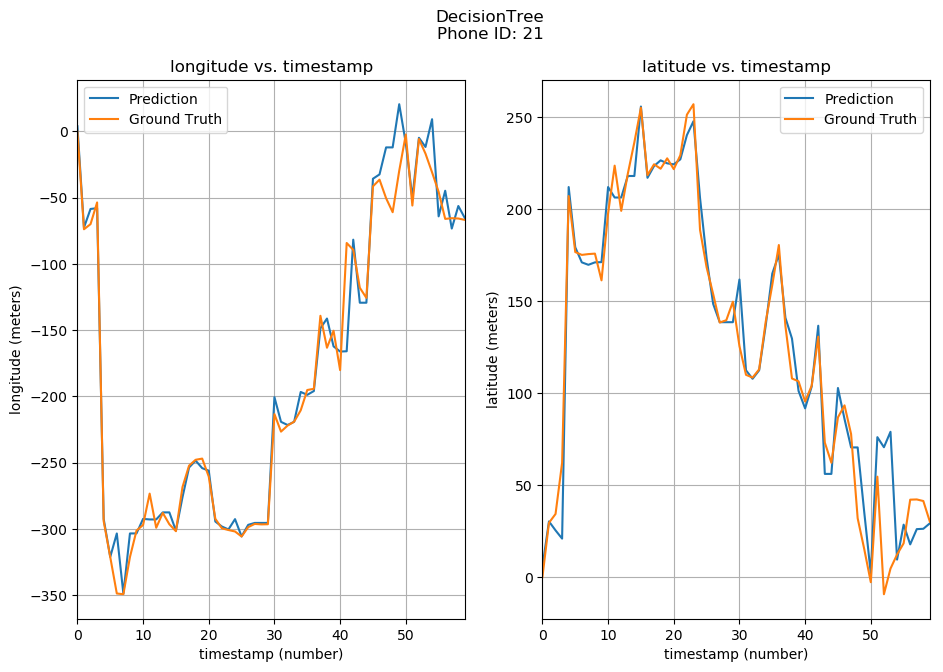 DecisionTree
Phone ID: 21
longitude vs. timestamp
Prediction
Ground Truth
0
−50
−100
−150
−200
−250
−300
−350
longitude (meters)
0 10 20 30 40 50
timestamp (number)
latitude vs. timestamp
Prediction
Ground Truth
250
200
150
100
50
0
latitude (meters)
0 10 20 30 40 50
timestamp (number)